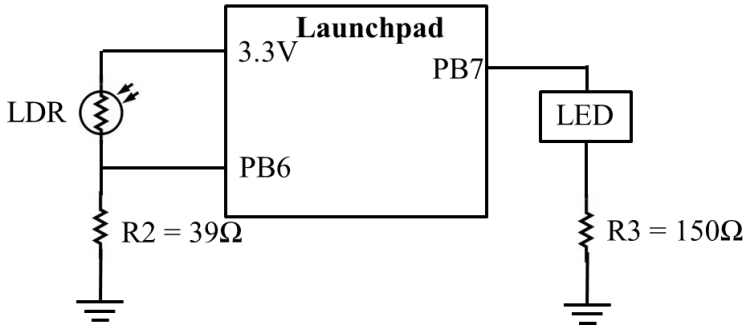 Launchpad
3.3V
PB7
LDR
LED
PB6
R2 = 39Ω
R3 = 150Ω